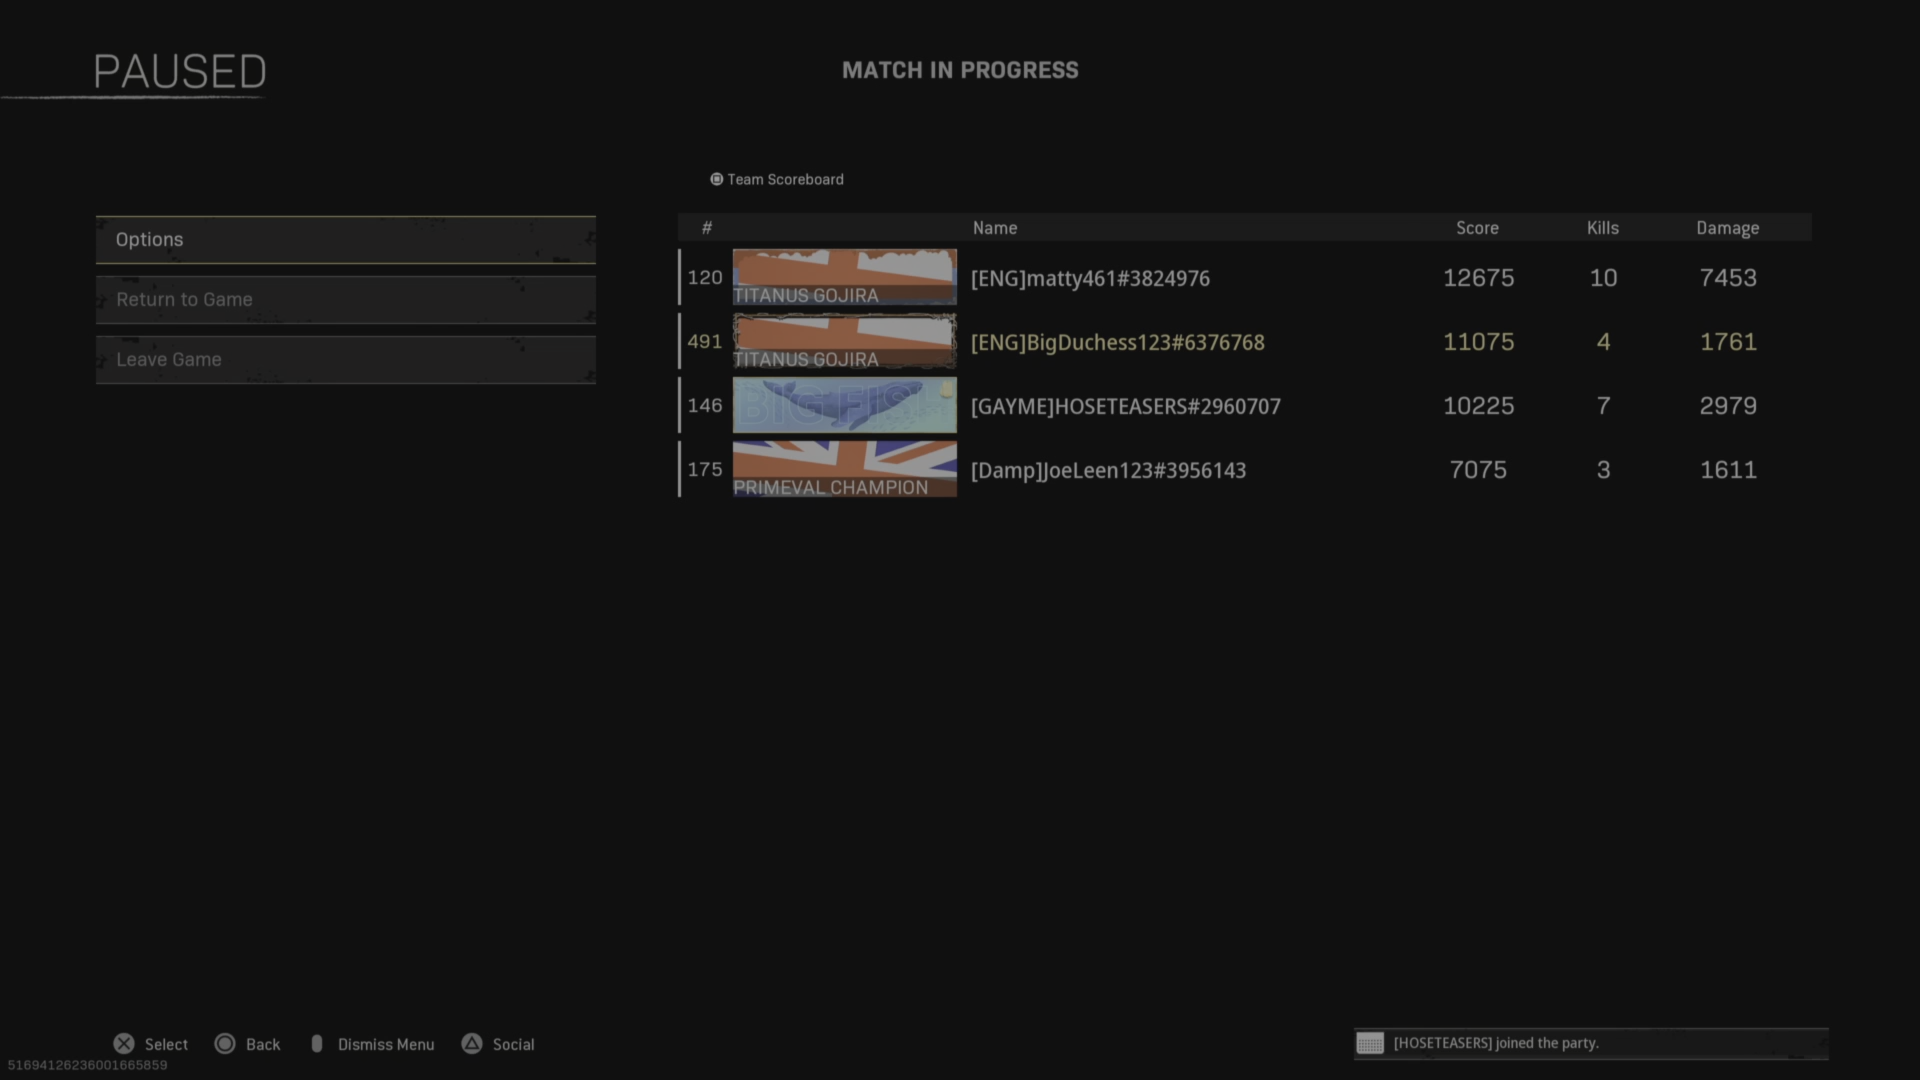 PAUSED
MATCH IN PROGRESS
Team Scoreboard
Options
Return to Game
Leave Game
# Name Score Kills Damage
120 TITANUS GOJIRA [ENG]matty461#3824976 12675 10 7453
491 TITANUS GOJIRA [ENG]BigDuchess123#6376768 11075 4 1761
146 BIG FISH [GAYME]HOSETEASERS#2960707 10225 7 2979
175 PRIMEVAL CHAMPION [Damp]JoeLeen123#3956143 7075 3 1611
Select Back Dismiss Menu Social
[HOSETEASERS] joined the party.
51694126236001665859